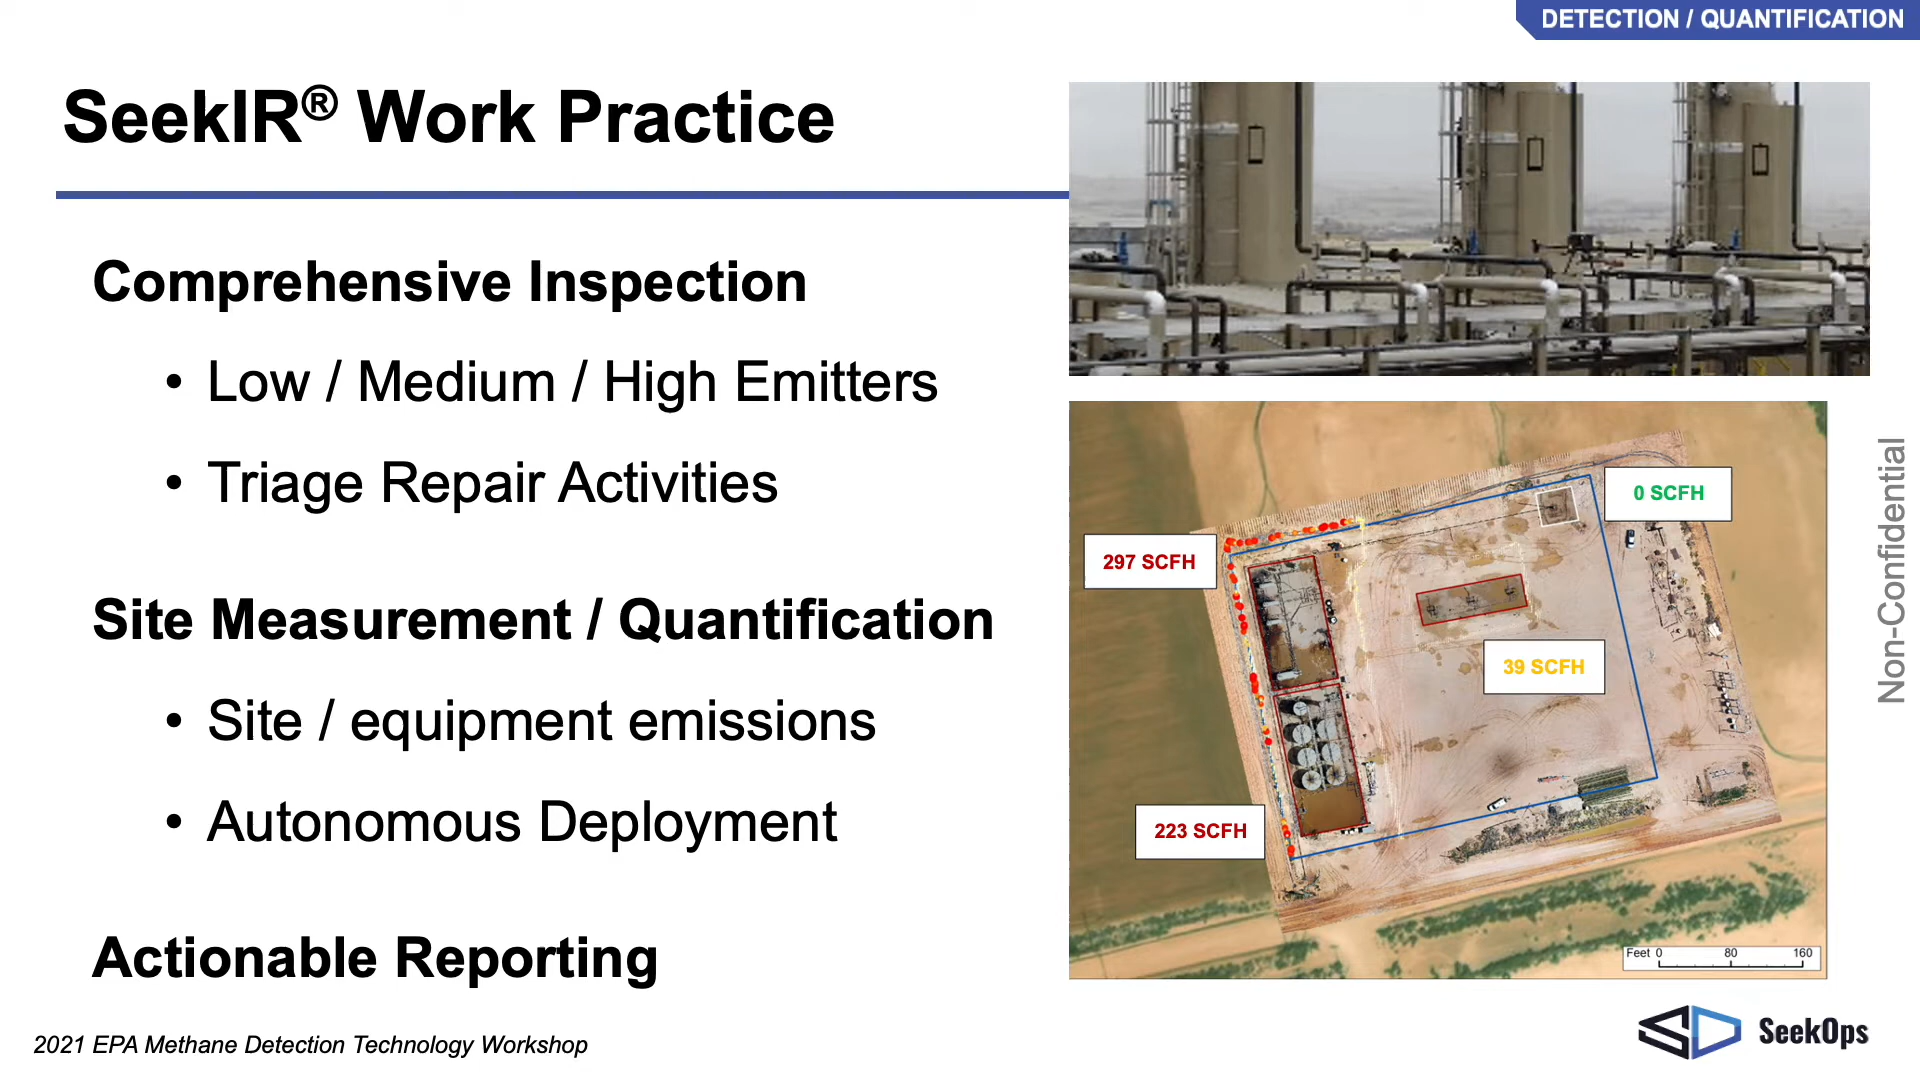 DETECTION / QUANTIFICATION
SeekIR® Work Practice
Comprehensive Inspection
• Low / Medium / High Emitters
• Triage Repair Activities
Site Measurement / Quantification
• Site / equipment emissions
• Autonomous Deployment
Actionable Reporting
2021 EPA Methane Detection Technology Workshop
0 SCFH
297 SCFH
39 SCFH
223 SCFH
Feet 0 80 160
Non-Confidential
SeekOps